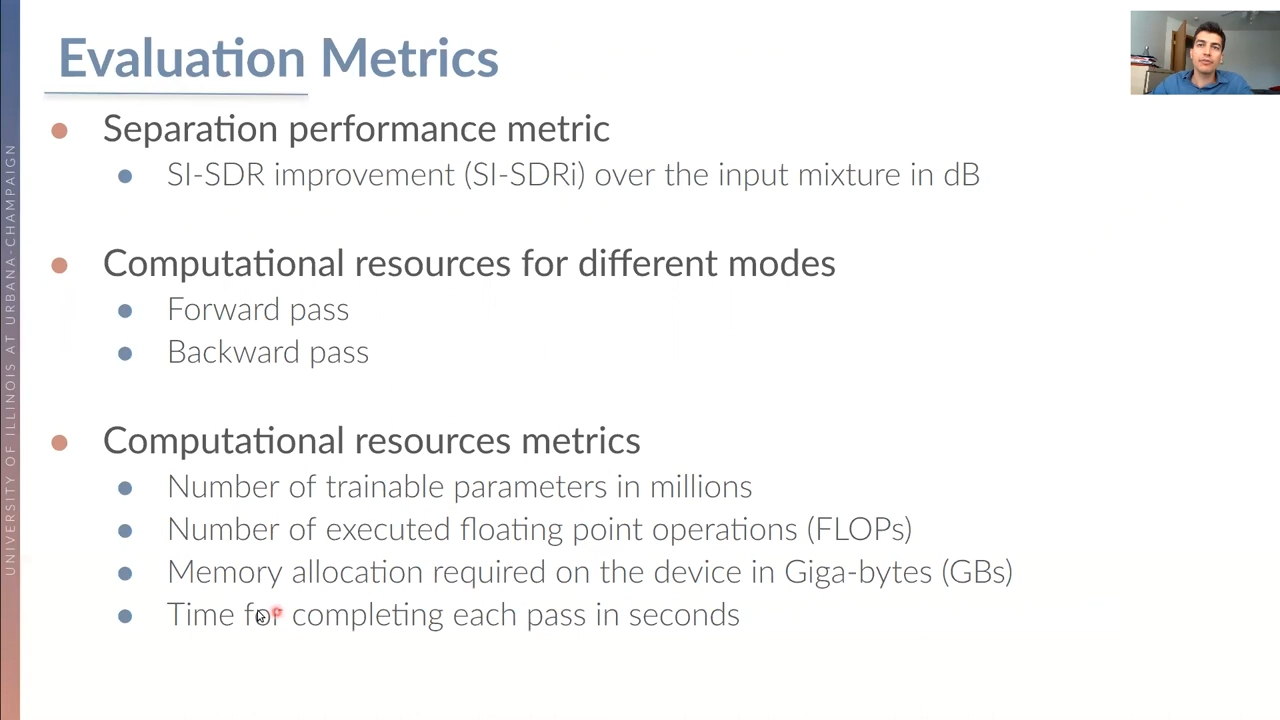 Evaluation Metrics
Separation performance metric
SI-SDR improvement (SI-SDRi) over the input mixture in dB
Computational resources for different modes
Forward pass
Backward pass
Computational resources metrics
Number of trainable parameters in millions
Number of executed floating point operations (FLOPs)
Memory allocation required on the device in Giga-bytes (GBs)
Time for completing each pass in seconds
UNIVERSITY OF ILLINOIS AT URBANA-CHAMPAIGN